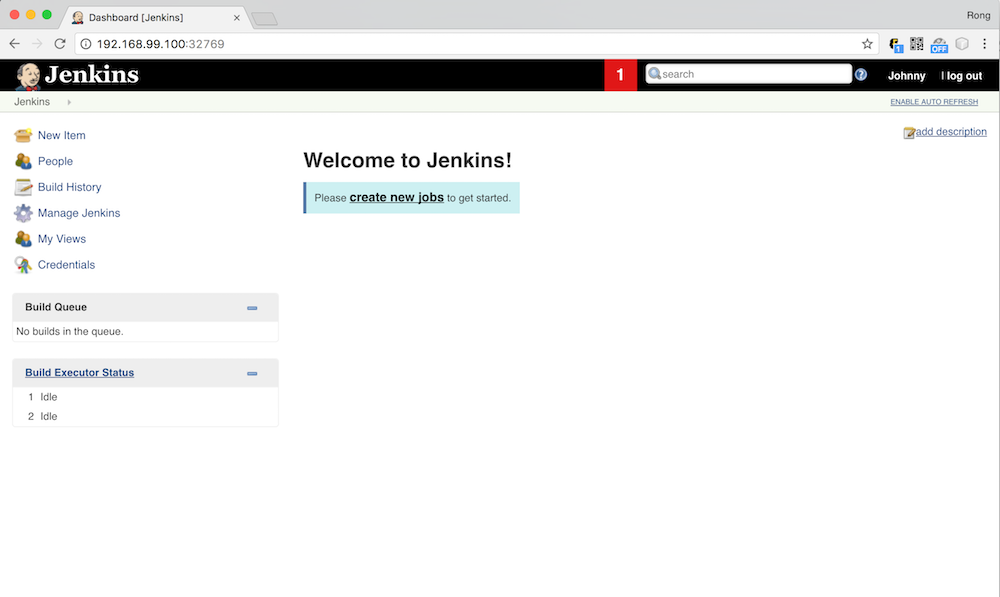 Dashboard [Jenkins]
Rong
192.168.99.100:32769
1
OFF
Jenkins
1
search
?
Johnny
| log out
Jenkins
ENABLE AUTO REFRESH
New Item
People
Build History
Manage Jenkins
My Views
Credentials
add description
Welcome to Jenkins!
Please create new jobs to get started.
Build Queue
No builds in the queue.
Build Executor Status
1 Idle
2 Idle